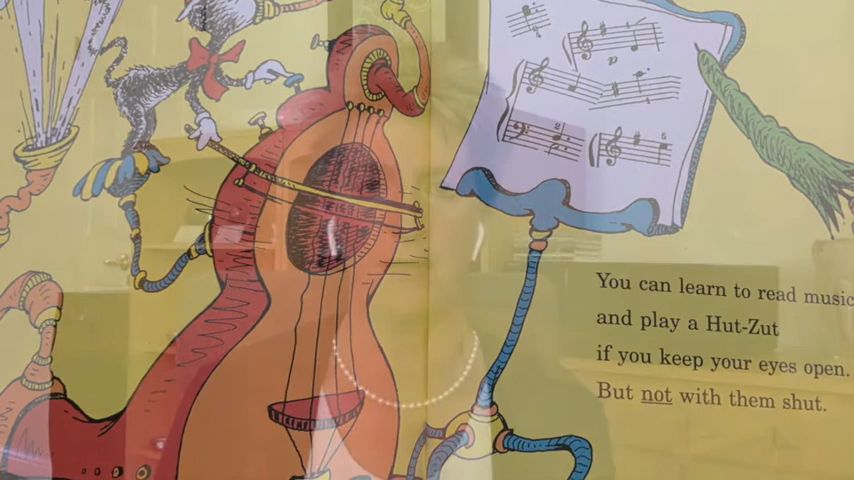 You can learn to read music
and play a Hut-Zut
if you keep your eyes open.
But not with them shut.